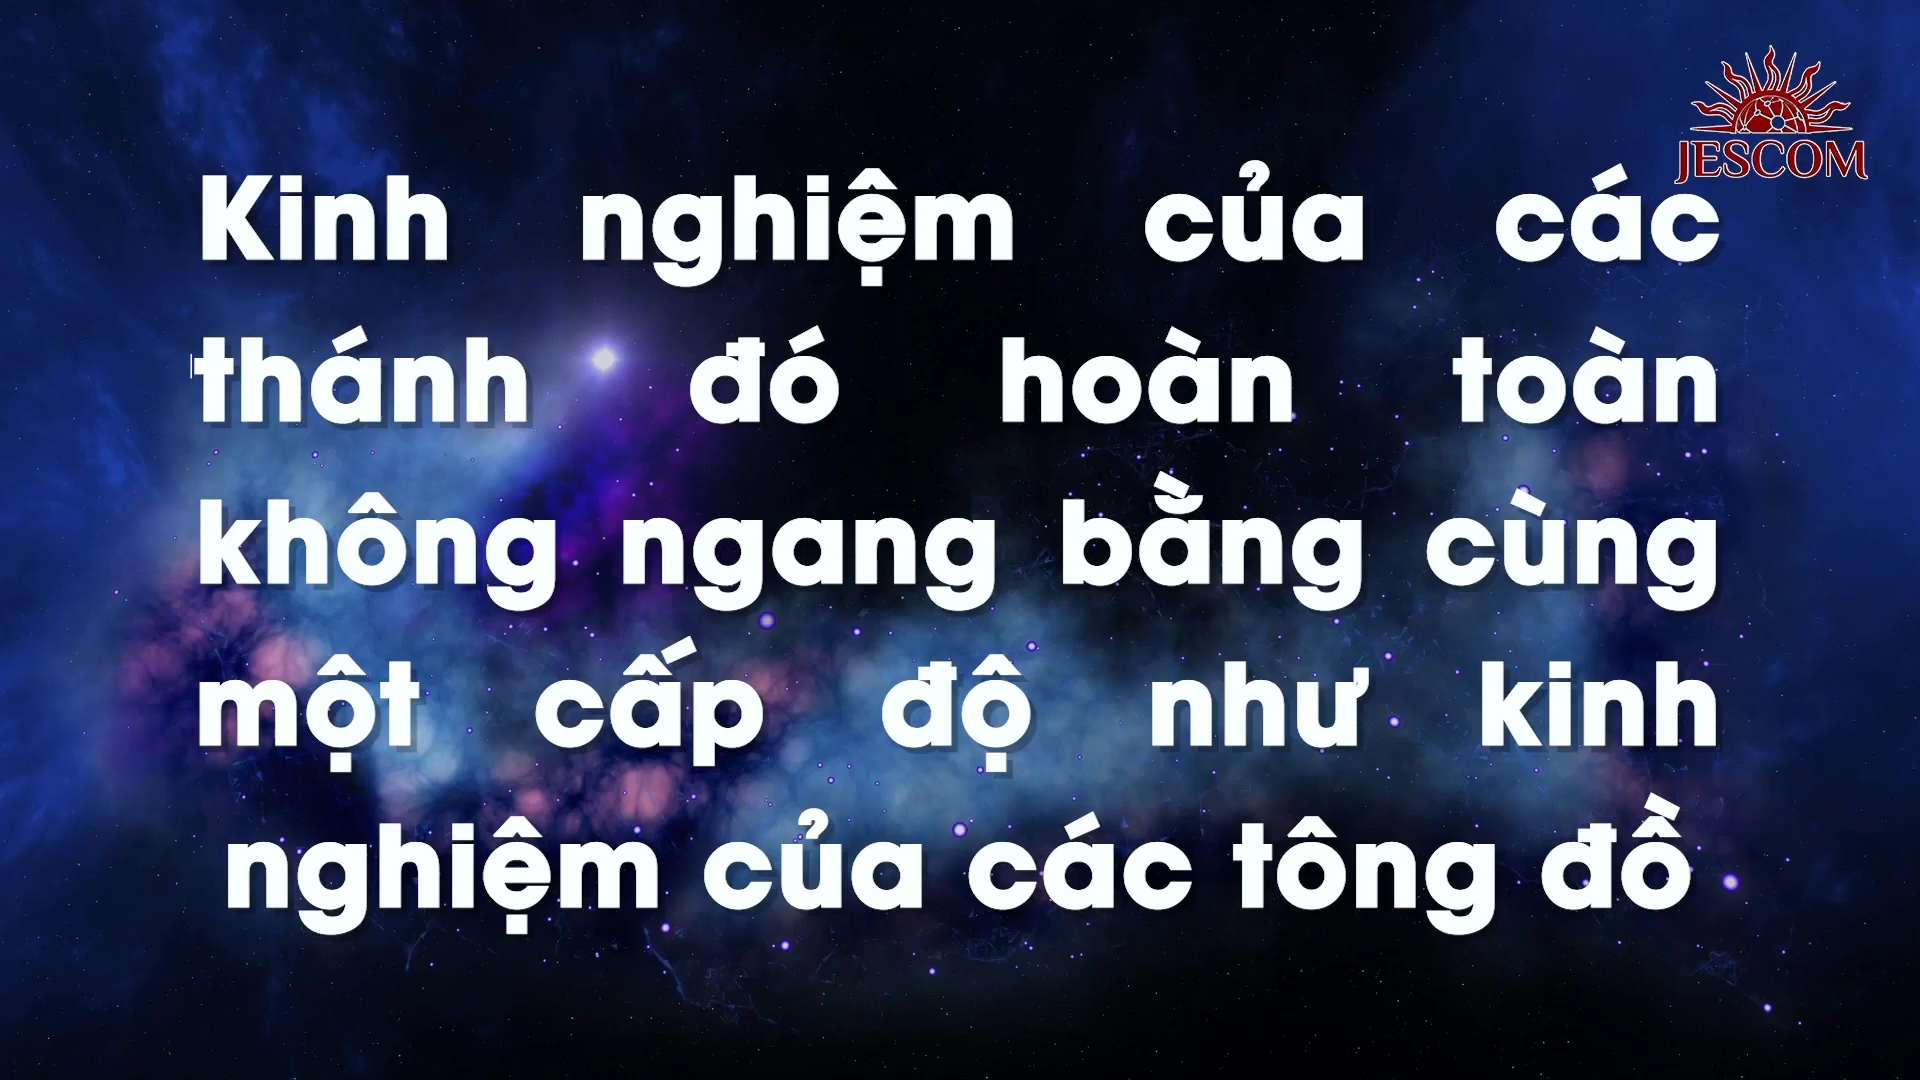 JESCOM
Kinh nghiệm của các
thánh đó hoàn toàn
không ngang bằng cùng
một cấp độ như kinh
nghiệm của các tông đồ